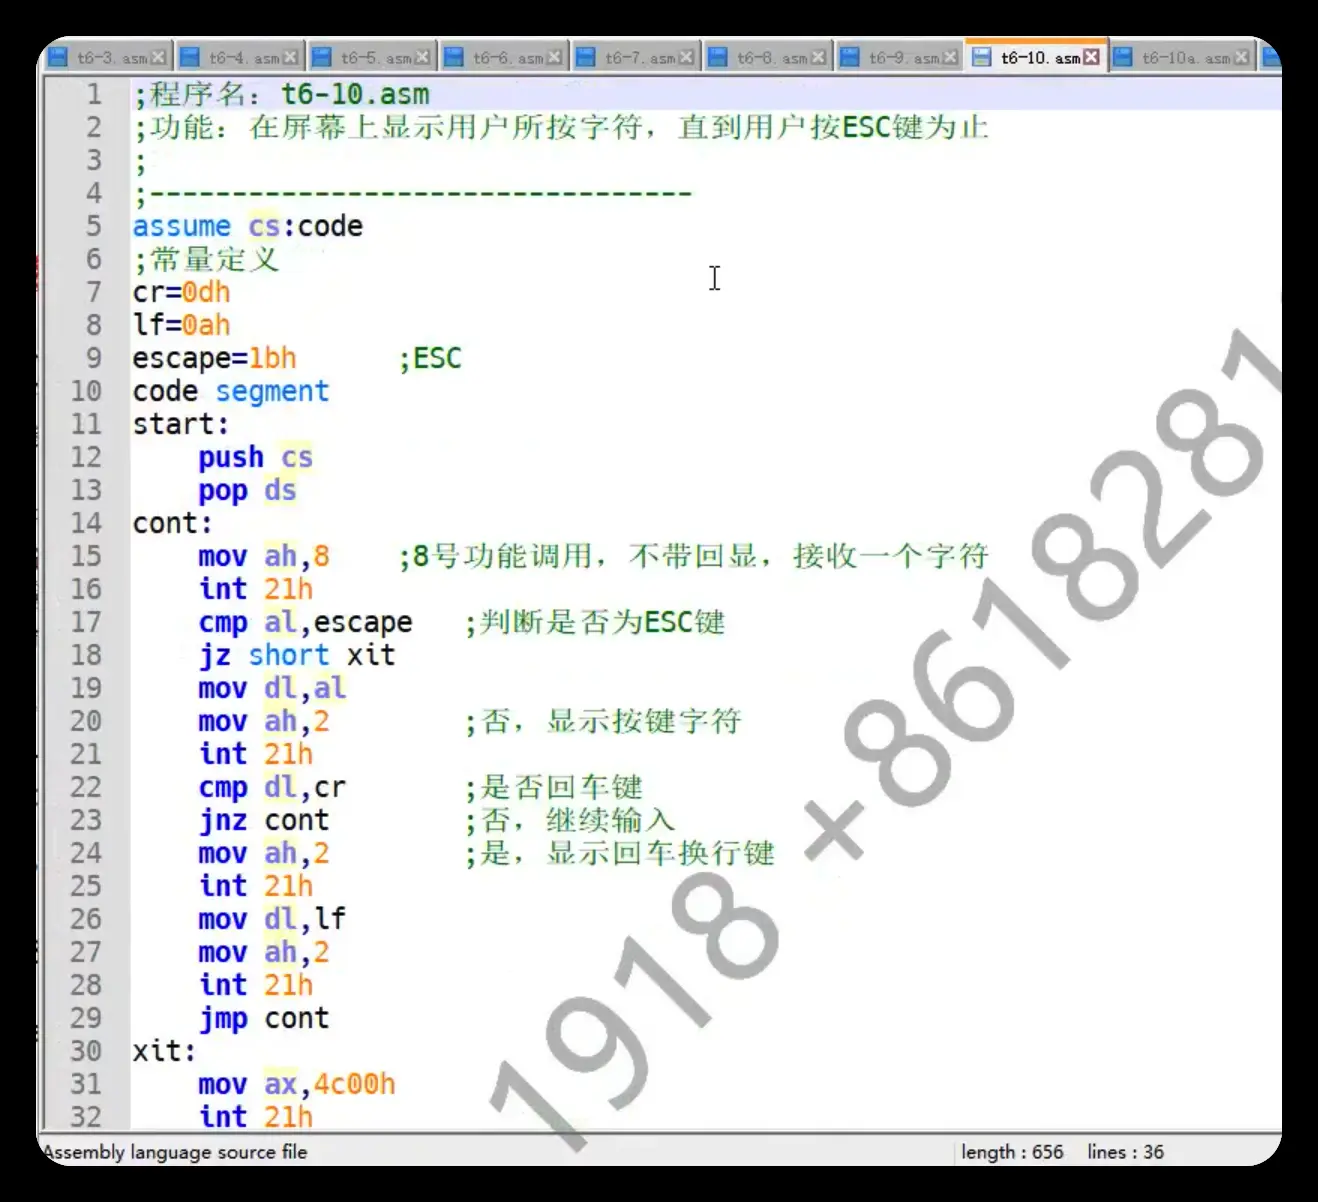 t6-3.asm t6-4.asm t6-5.asm t6-6.asm t6-7.asm t6-8.asm t6-9.asm t6-10.asm t6-10a.asm
1 ;程序名：t6-10.asm
2 ;功能：在屏幕上显示用户所按字符，直到用户按ESC键为止
3 ;
4 ;---------------------------------
5 assume cs:code
6 ;常量定义
7 cr=0dh
8 lf=0ah
9 escape=1bh ;ESC
10 code segment
11 start:
12 push cs
13 pop ds
14 cont:
15 mov ah,8 ;8号功能调用，不带回显，接收一个字符
16 int 21h
17 cmp al,escape ;判断是否为ESC键
18 jz short xit
19 mov dl,al
20 mov ah,2 ;否，显示按键字符
21 int 21h
22 cmp dl,cr ;是否回车键
23 jnz cont ;否，继续输入
24 mov ah,2 ;是，显示回车换行键
25 int 21h
26 mov dl,lf
27 mov ah,2
28 int 21h
29 jmp cont
30 xit:
31 mov ax,4c00h
32 int 21h
1918 +8618281
Assembly language source file length : 656 lines : 36